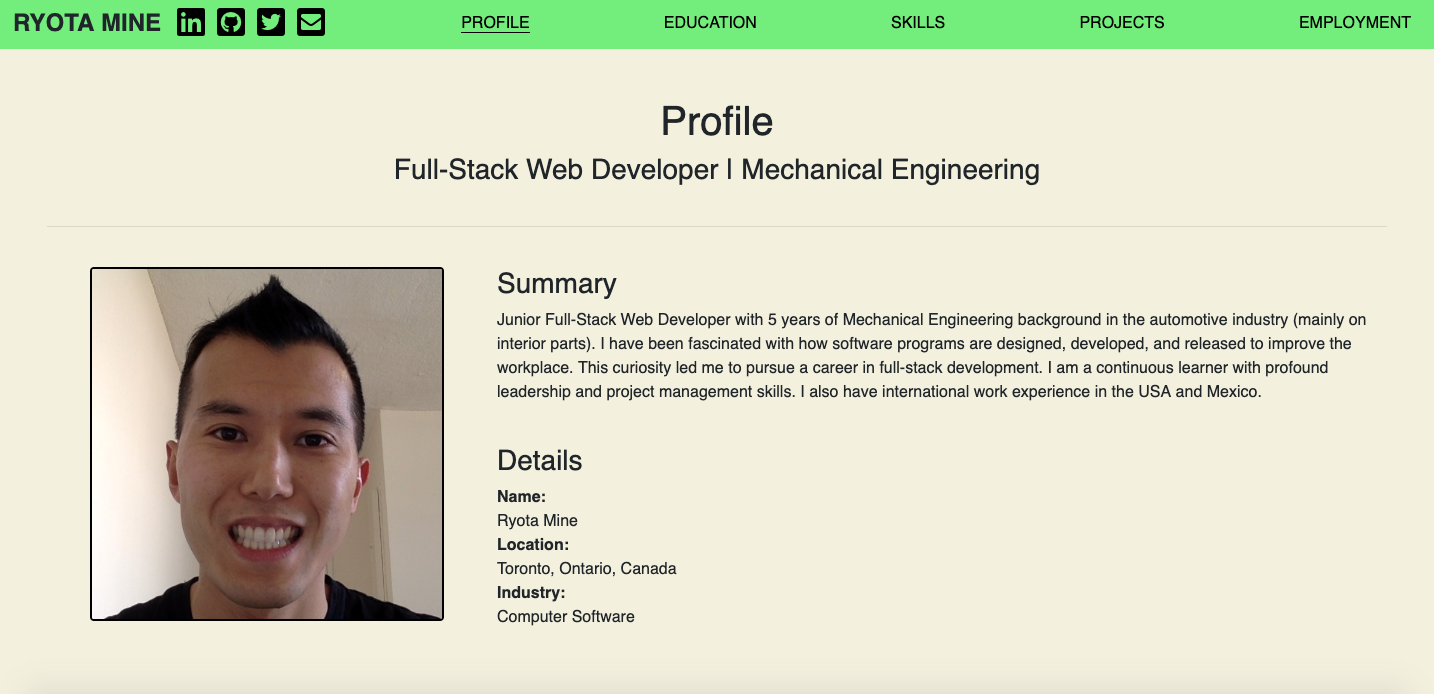 RYOTA MINE
PROFILE
EDUCATION
SKILLS
PROJECTS
EMPLOYMENT
Profile
Full-Stack Web Developer | Mechanical Engineering
Summary
Junior Full-Stack Web Developer with 5 years of Mechanical Engineering background in the automotive industry (mainly on
interior parts). I have been fascinated with how software programs are designed, developed, and released to improve the
workplace. This curiosity led me to pursue a career in full-stack development. I am a continuous learner with profound
leadership and project management skills. I also have international work experience in the USA and Mexico.
Details
Name:
Ryota Mine
Location:
Toronto, Ontario, Canada
Industry:
Computer Software